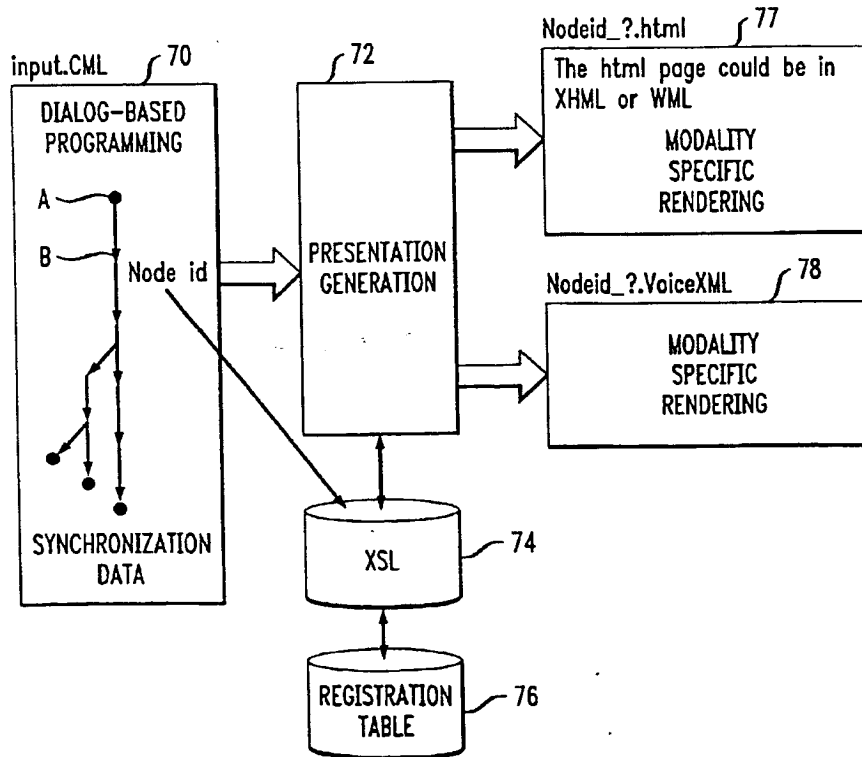 input.CML
70
DIALOG-BASED
PROGRAMMING
A
B
Node id
SYNCHRONIZATION
DATA
72
PRESENTATION
GENERATION
XSL
74
REGISTRATION
TABLE
76
Nodeid_?.html
77
The html page could be in
XHML or WML
MODALITY
SPECIFIC
RENDERING
Nodeid_?.VoiceXML
78
MODALITY
SPECIFIC
RENDERING